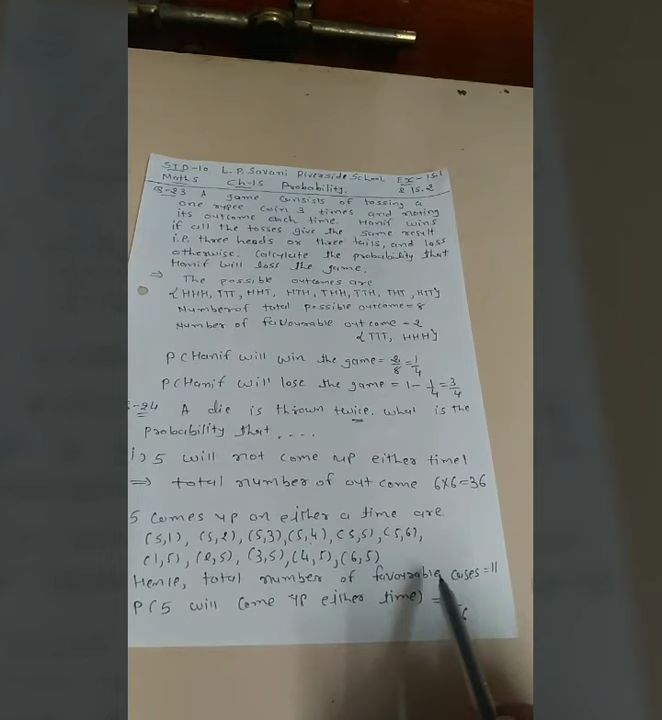 STD-10 L.P. Savani Riverside School Ex-15.1
Maths Ch-15 Probability. & 15.2
Q-23 A game consists of tossing a
one rupee coin 3 times and noting
its outcome each time. Hanif wins
if all the tosses give the same result
i.e. three heads or three tails, and loss
otherwise. Calculate the probability that
Hanif will loss the game.
⇒ The possible outcomes are
{HHH, TTT, HHT, HTH, THH, TTH, THT, HTT}
Number of total possible outcome = 8
Number of favourable outcome = 2
{TTT, HHH}
P(Hanif will win the game = 2/8 = 1/4
P(Hanif will lose the game = 1 - 1/4 = 3/4
-24 A die is thrown twice. what is the
probability that ....
i) 5 will not come up either time!
⇒ total number of out come 6x6=36
5 comes up on either a time are
(5,1), (5,2), (5,3), (5,4), (5,5), (5,6),
(1,5), (2,5), (3,5), (4,5), (6,5)
Hence, total number of favourable cases = 11
P(5 will come up either time) =